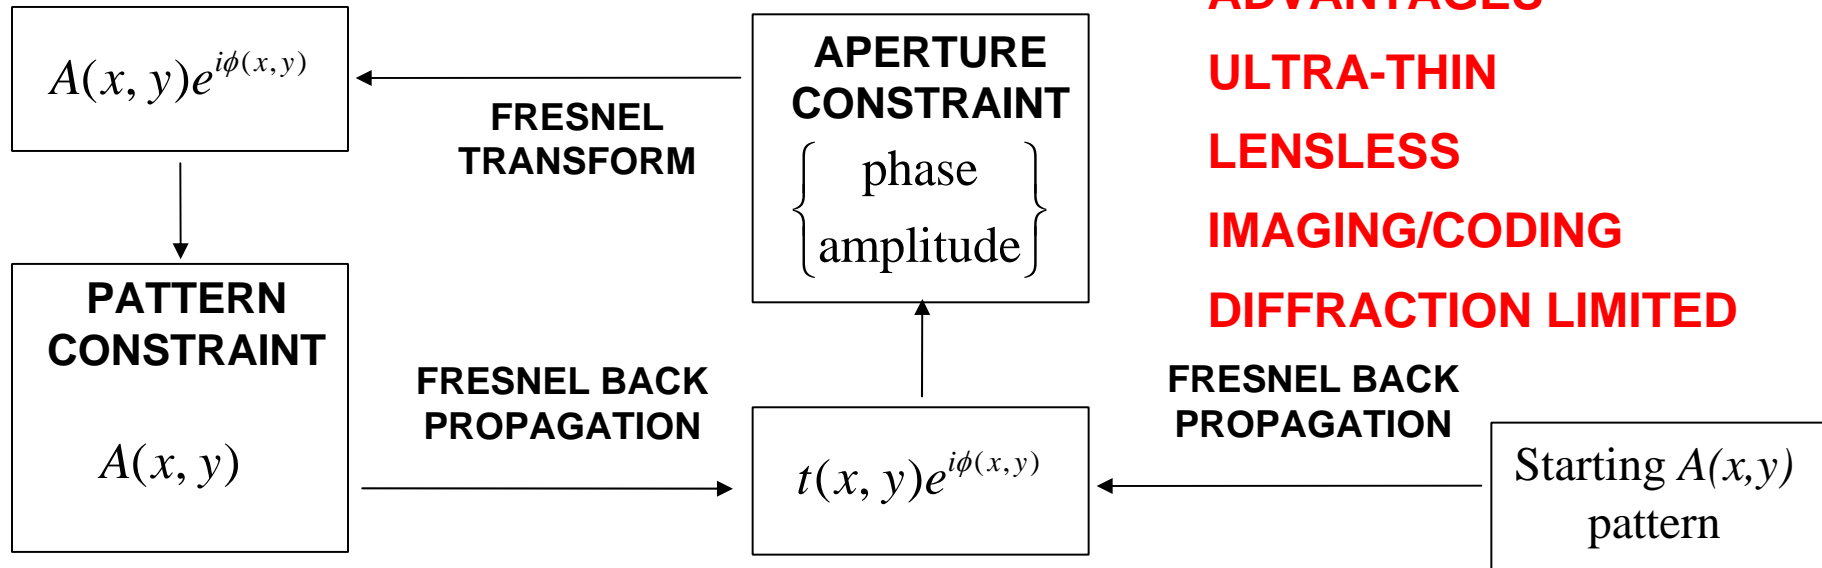 ADVANTAGES
ULTRA-THIN
LENSLESS
IMAGING/CODING
DIFFRACTION LIMITED
A(x, y)e^{iϕ(x,y)}
FRESNEL
TRANSFORM
APERTURE
CONSTRAINT
{ phase
amplitude }
PATTERN
CONSTRAINT
A(x, y)
FRESNEL BACK
PROPAGATION
t(x, y)e^{iϕ(x,y)}
FRESNEL BACK
PROPAGATION
Starting A(x,y)
pattern